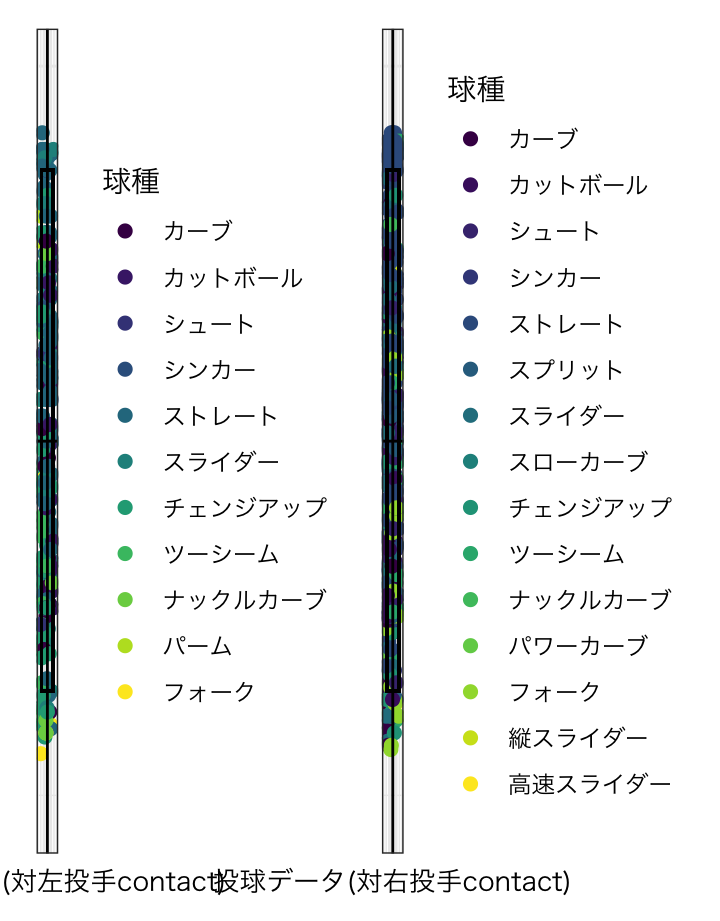 球種
カーブ
カットボール
シュート
シンカー
ストレート
スライダー
チェンジアップ
ツーシーム
ナックルカーブ
パーム
フォーク
球種
カーブ
カットボール
シュート
シンカー
ストレート
スプリット
スライダー
スローカーブ
チェンジアップ
ツーシーム
ナックルカーブ
パワーカーブ
フォーク
縦スライダー
高速スライダー
(対左投手contact)
投球データ(対右投手contact)